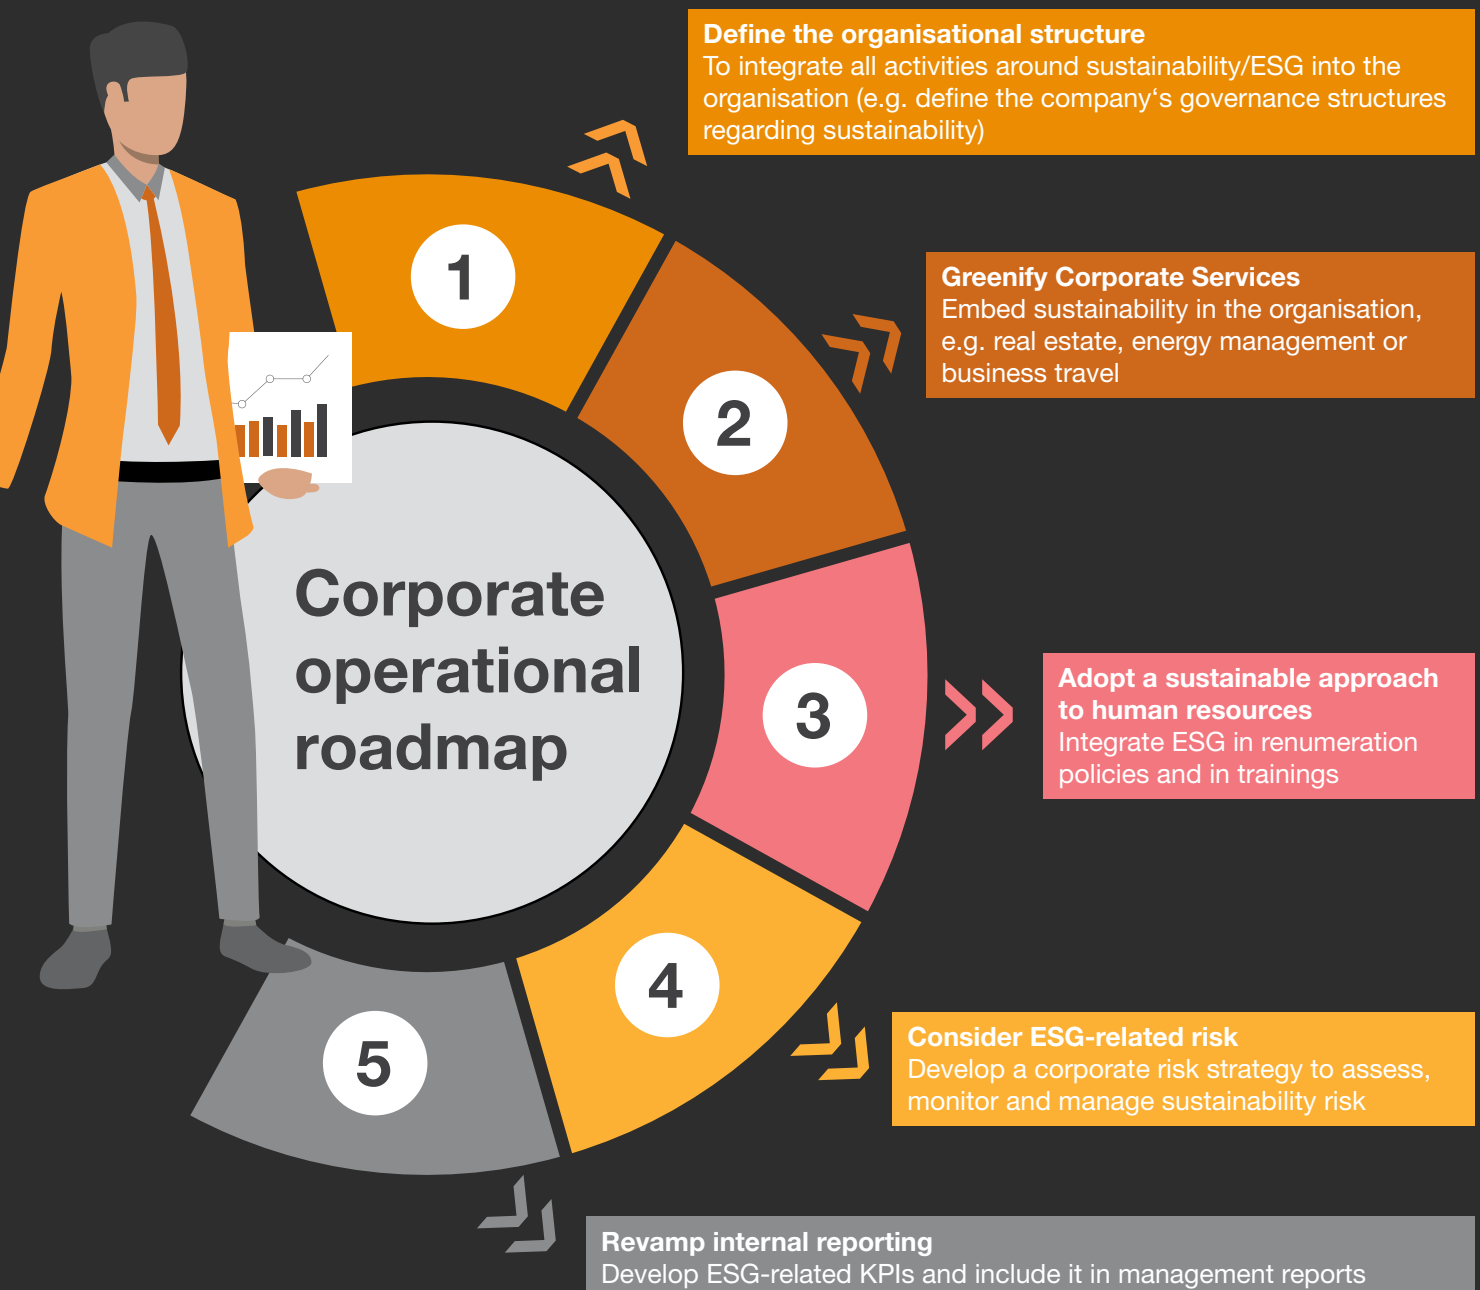 Define the organisational structure
To integrate all activities around sustainability/ESG into the
organisation (e.g. define the company‘s governance structures
regarding sustainability)
1
Greenify Corporate Services
Embed sustainability in the organisation,
e.g. real estate, energy management or
business travel
2
Corporate
operational
roadmap
3
Adopt a sustainable approach
to human resources
Integrate ESG in renumeration
policies and in trainings
4
Consider ESG-related risk
Develop a corporate risk strategy to assess,
monitor and manage sustainability risk
5
Revamp internal reporting
Develop ESG-related KPIs and include it in management reports